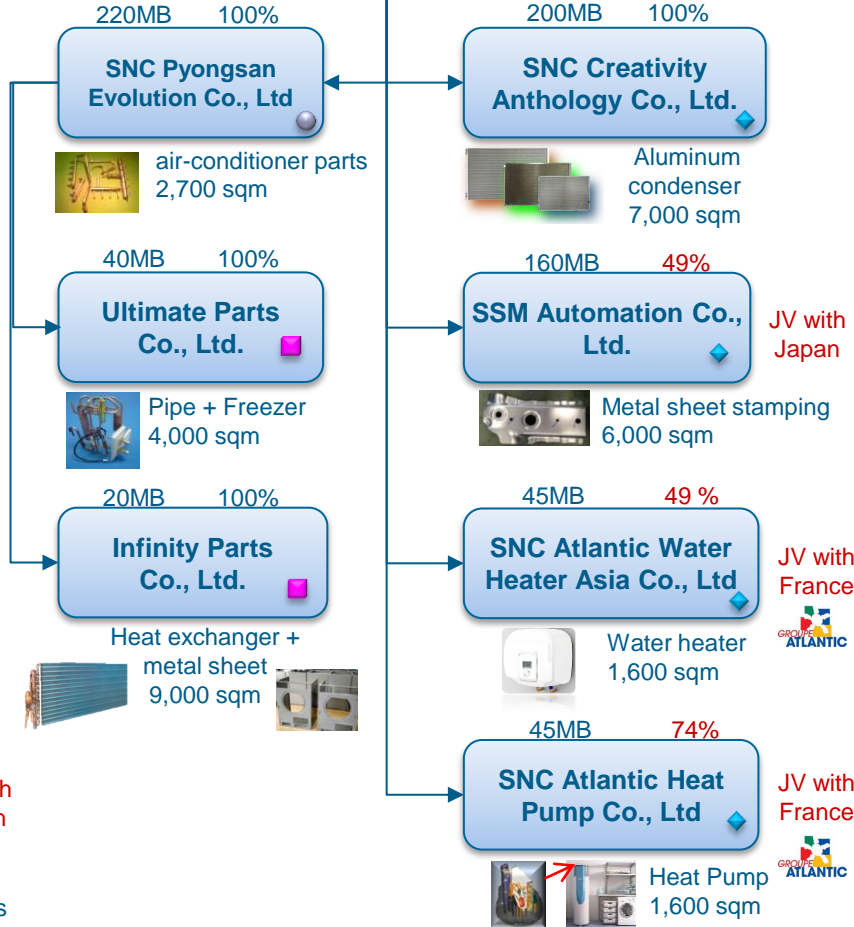 220MB 100%
SNC Pyongsan
Evolution Co., Ltd
air-conditioner parts
2,700 sqm
40MB 100%
Ultimate Parts
Co., Ltd.
Pipe + Freezer
4,000 sqm
20MB 100%
Infinity Parts
Co., Ltd.
Heat exchanger +
metal sheet
9,000 sqm
h
n
s
200MB 100%
SNC Creativity
Anthology Co., Ltd.
Aluminum
condenser
7,000 sqm
160MB 49%
SSM Automation Co.,
Ltd.
JV with
Japan
Metal sheet stamping
6,000 sqm
45MB 49 %
SNC Atlantic Water
Heater Asia Co., Ltd
JV with
France
GROUPE
ATLANTIC
Water heater
1,600 sqm
45MB 74%
SNC Atlantic Heat
Pump Co., Ltd
JV with
France
GROUPE
ATLANTIC
Heat Pump
1,600 sqm